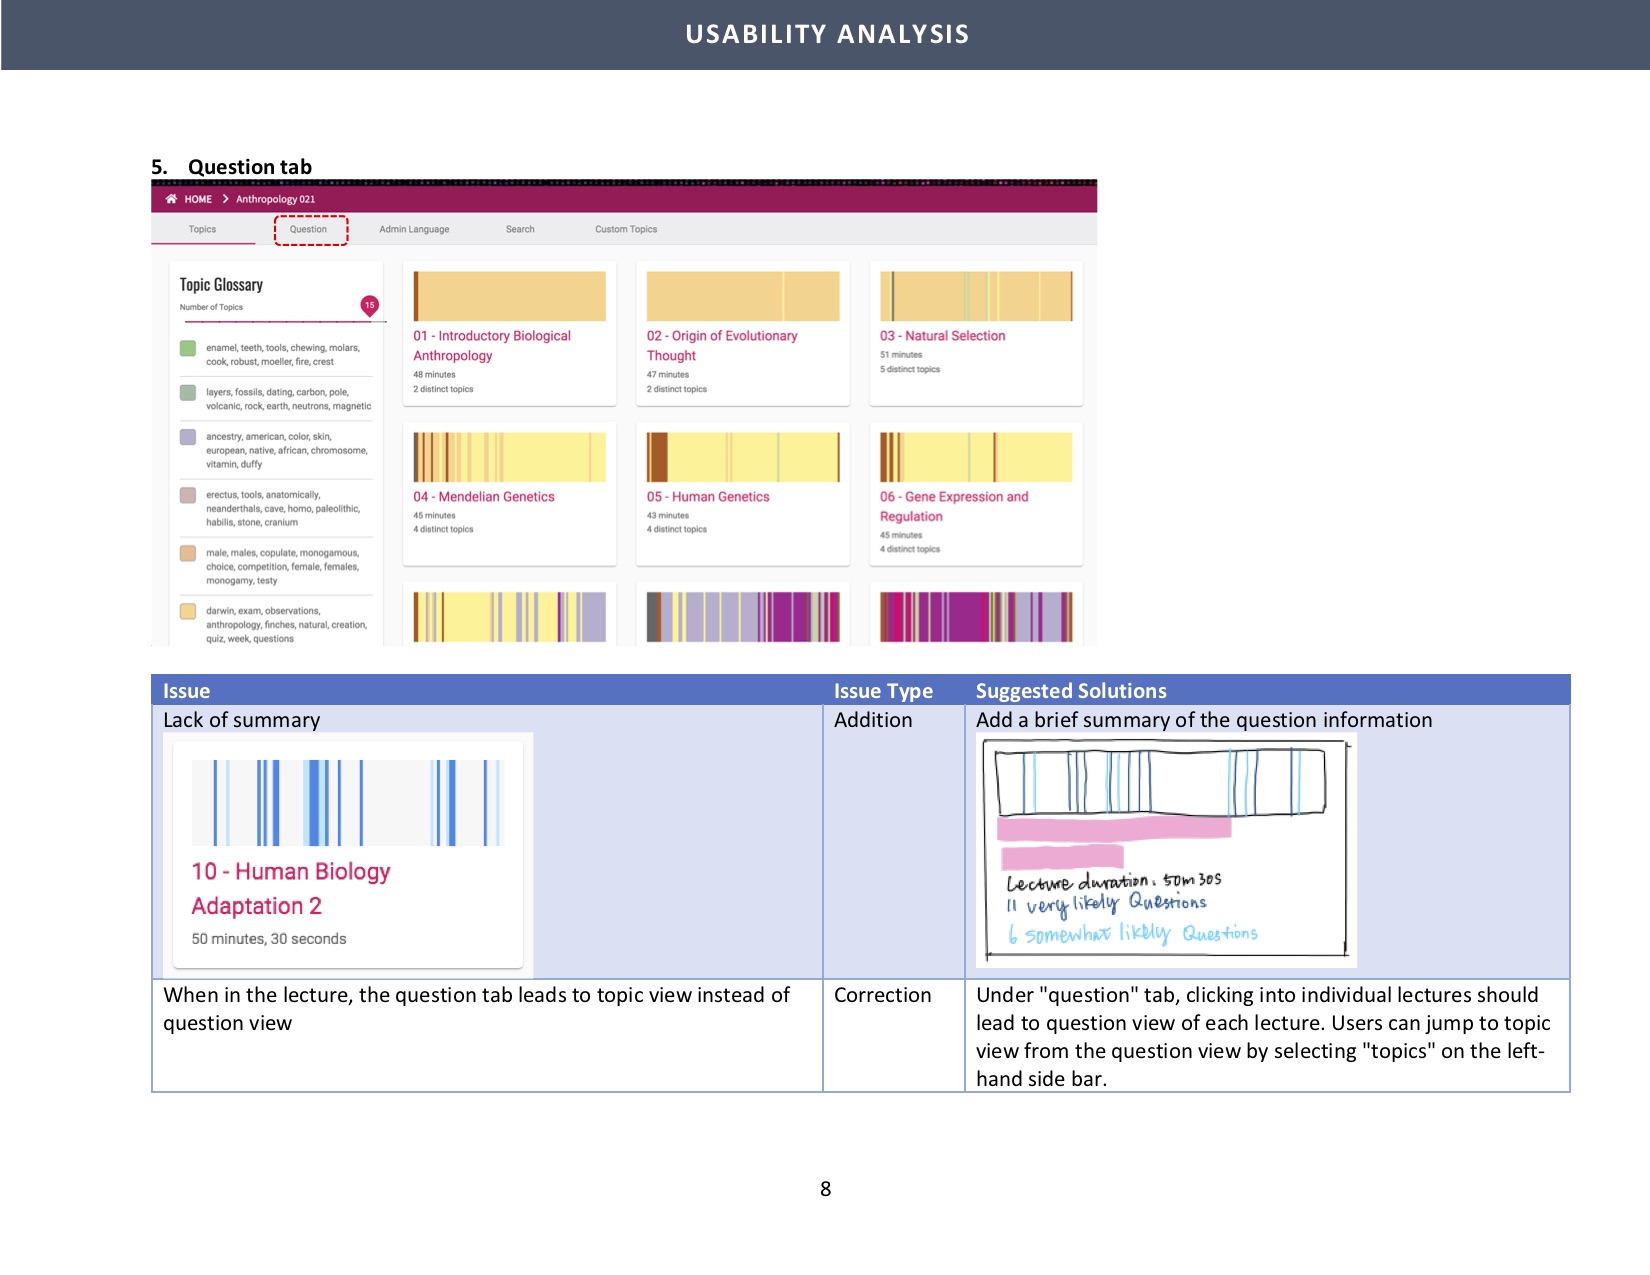 USABILITY ANALYSIS
5. Question tab
HOME > Anthropology 021
Topics Question Admin Language Search Custom Topics
Topic Glossary
Number of Topics
15
enamel, teeth, tools, chewing, molars,
cook, robust, moeller, fire, crest
layers, fossils, dating, carbon, pole,
volcanic, rock, earth, neutrons, magnetic
ancestry, american, color, skin,
european, native, african, chromosome,
vitamin, duffy
erectus, tools, anatomically,
neanderthals, cave, homo, paleolithic,
habilis, stone, cranium
male, males, copulate, monogamous,
choice, competition, female, females,
monogamy, testy
darwin, exam, observations,
anthropology, finches, natural, creation,
quiz, week, questions
01 - Introductory Biological
Anthropology
48 minutes
2 distinct topics
02 - Origin of Evolutionary
Thought
47 minutes
2 distinct topics
03 - Natural Selection
51 minutes
5 distinct topics
04 - Mendelian Genetics
45 minutes
4 distinct topics
05 - Human Genetics
43 minutes
4 distinct topics
06 - Gene Expression and
Regulation
45 minutes
4 distinct topics
Issue Issue Type Suggested Solutions
Lack of summary
10 - Human Biology
Adaptation 2
50 minutes, 30 seconds
Addition
Add a brief summary of the question information
Lecture duration. 50m 30s
11 very likely Questions
6 somewhat likely Questions
When in the lecture, the question tab leads to topic view instead of
question view
Correction
Under "question" tab, clicking into individual lectures should
lead to question view of each lecture. Users can jump to topic
view from the question view by selecting "topics" on the left-
hand side bar.
8